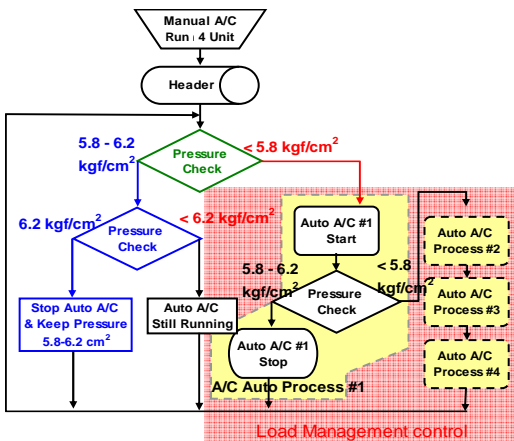 Manual A/C
Run 4 Unit
Header
5.8 - 6.2
kgf/cm²
< 5.8 kgf/cm²
Pressure
Check
6.2 kgf/cm²
< 6.2 kgf/cm²
Pressure
Check
Auto A/C #1
Start
Auto A/C
Process #2
5.8 - 6.2
kgf/cm²
< 5.8
kgf/cm²
Pressure
Check
Auto A/C
Process #3
Stop Auto A/C
& Keep Pressure
5.8-6.2 cm²
Auto A/C
Still Running
Auto A/C #1
Stop
Auto A/C
Process #4
A/C Auto Process #1
Load Management control